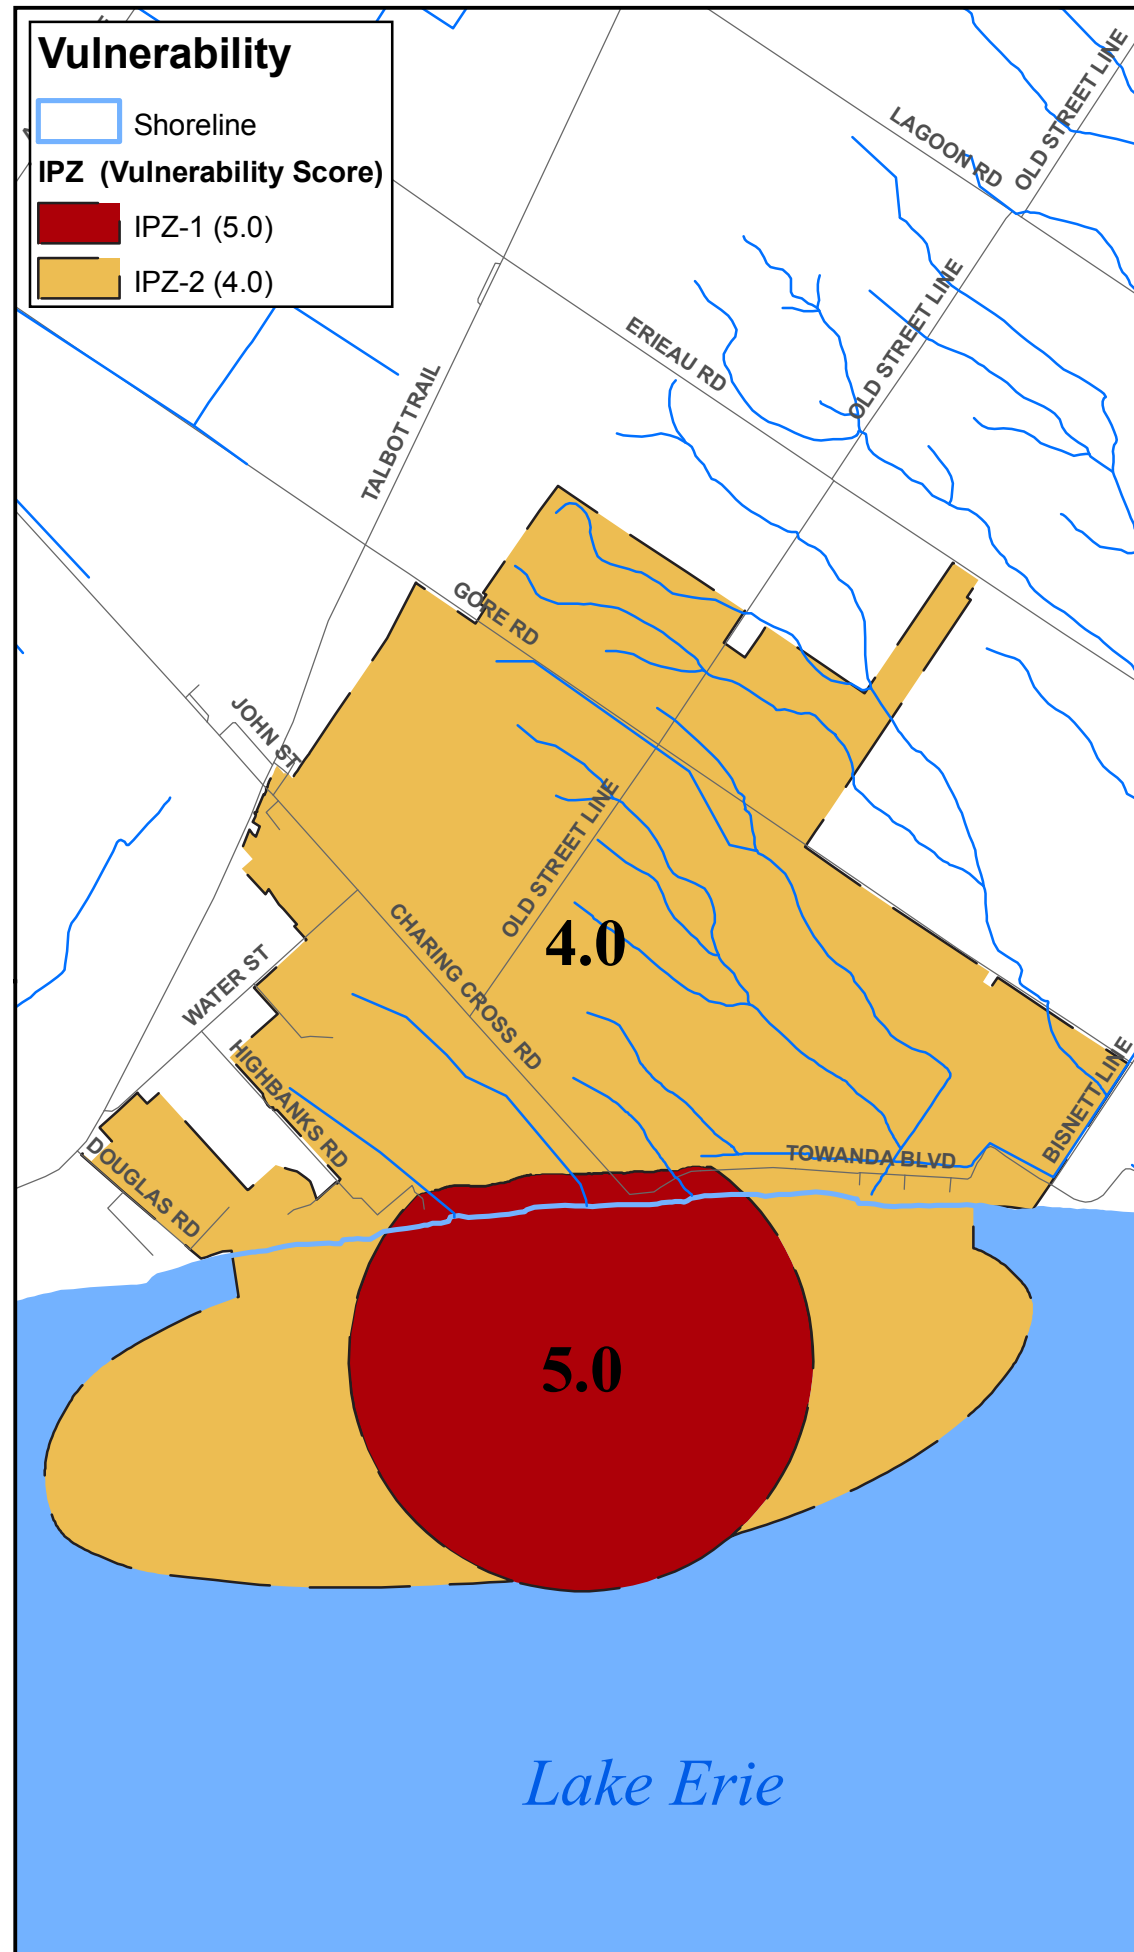 Vulnerability
Shoreline
IPZ (Vulnerability Score)
IPZ-1 (5.0)
IPZ-2 (4.0)
OLD STREET LINE
LAGOON RD
OLD STREET LINE
ERIEAU RD
TALBOT TRAIL
GORE RD
JOHN ST
OLD STREET LINE
4.0
CHARING CROSS RD
WATER ST
HIGHBANKS RD
BISNETT LINE
TOWANDA BLVD
DOUGLAS RD
5.0
Lake Erie